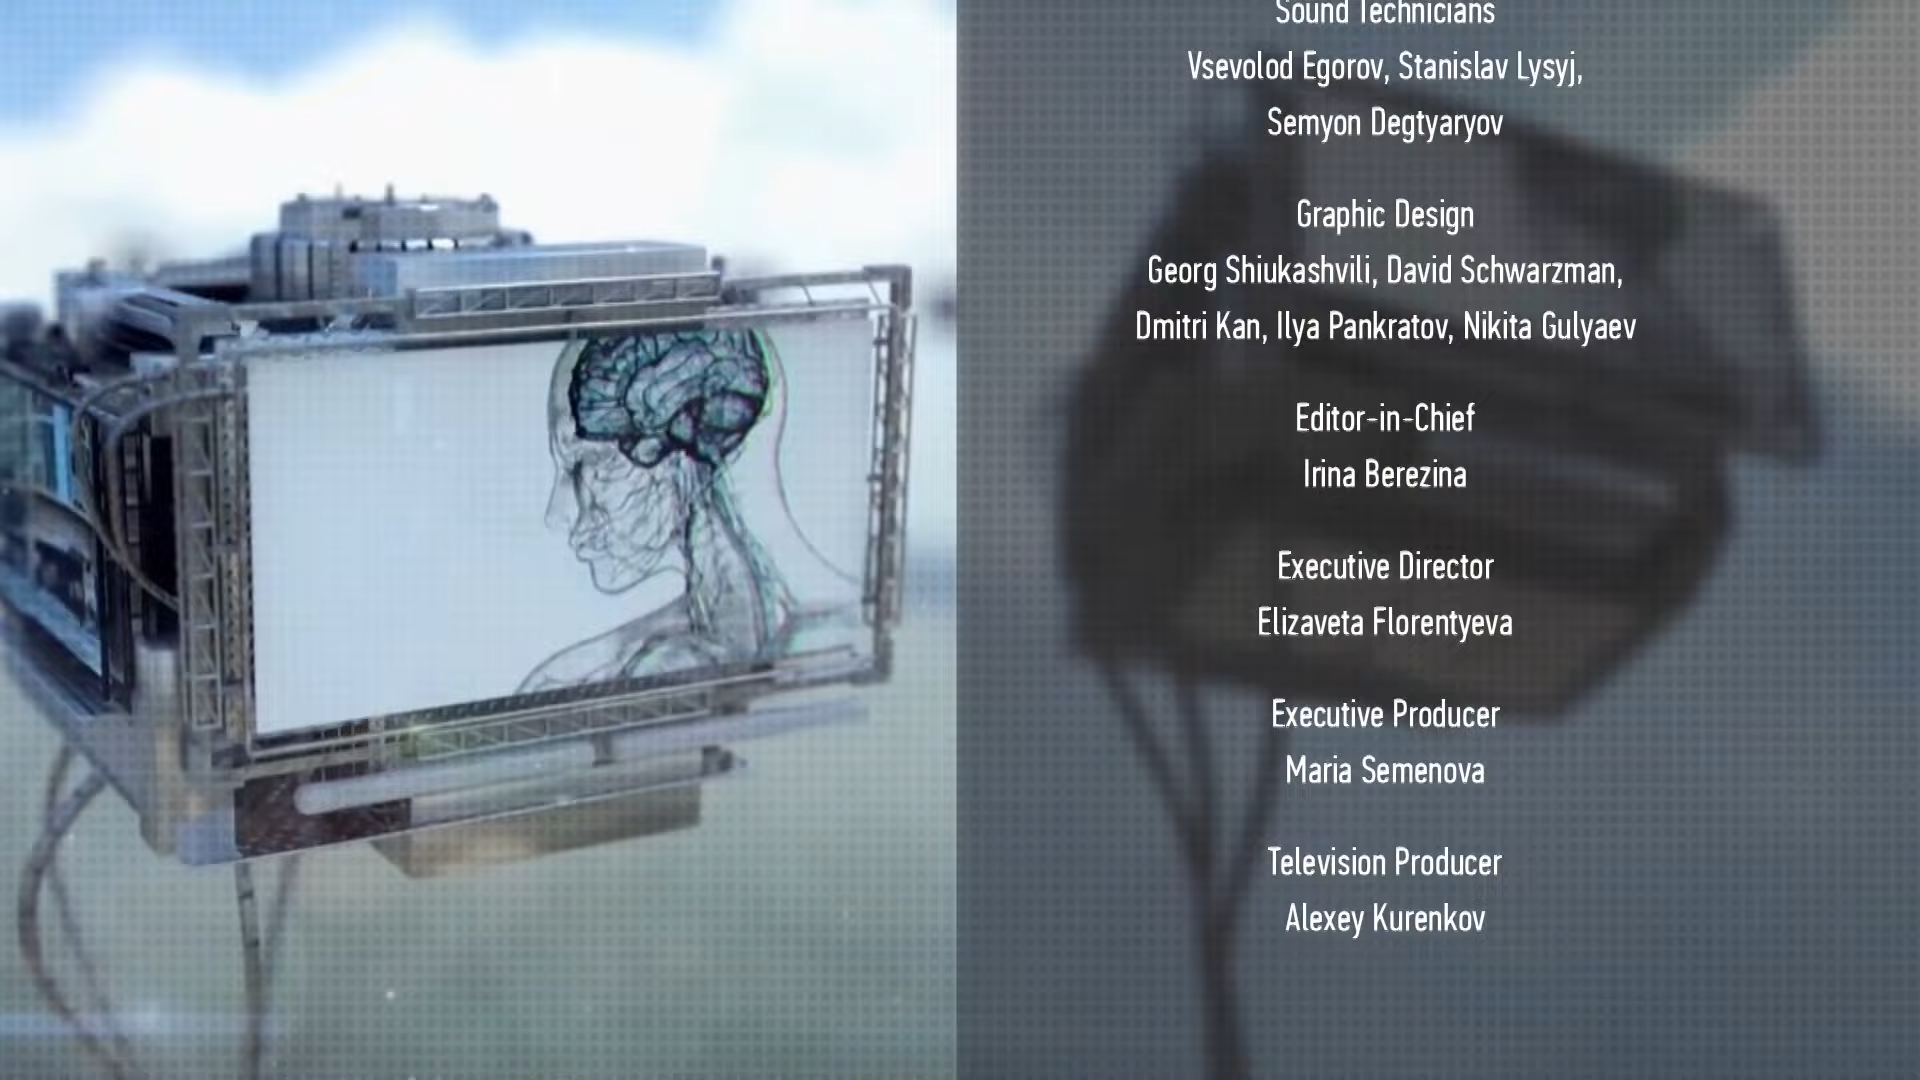 Sound Technicians
Vsevolod Egorov, Stanislav Lysyj,
Semyon Degtyaryov
Graphic Design
Georg Shiukashvili, David Schwarzman,
Dmitri Kan, Ilya Pankratov, Nikita Gulyaev
Editor-in-Chief
Irina Berezina
Executive Director
Elizaveta Florentyeva
Executive Producer
Maria Semenova
Television Producer
Alexey Kurenkov